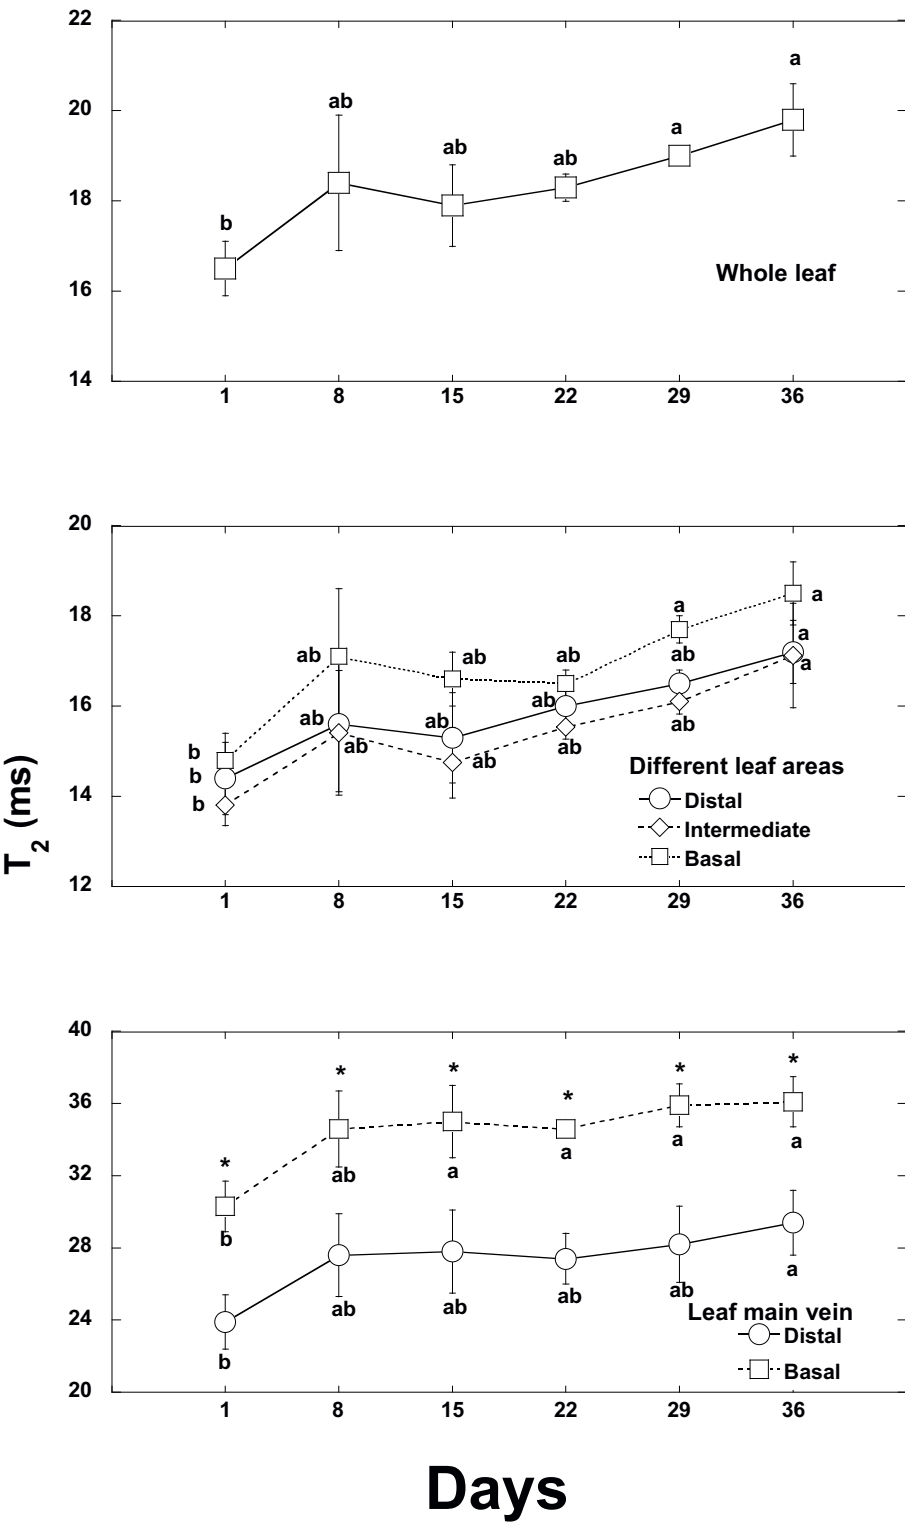 22
20
18
16
14
b
ab
ab
ab
a
a
Whole leaf
1 8 15 22 29 36
T2 (ms)
20
18
16
14
12
b
b
b
ab
ab
ab
ab
ab
ab
ab
ab
ab
a
ab
ab
a
a
a
Different leaf areas
Distal
Intermediate
Basal
1 8 15 22 29 36
40
36
32
28
24
20
* * * * * *
b ab a a a a
b ab ab ab ab a
Leaf main vein
Distal
Basal
1 8 15 22 29 36
Days